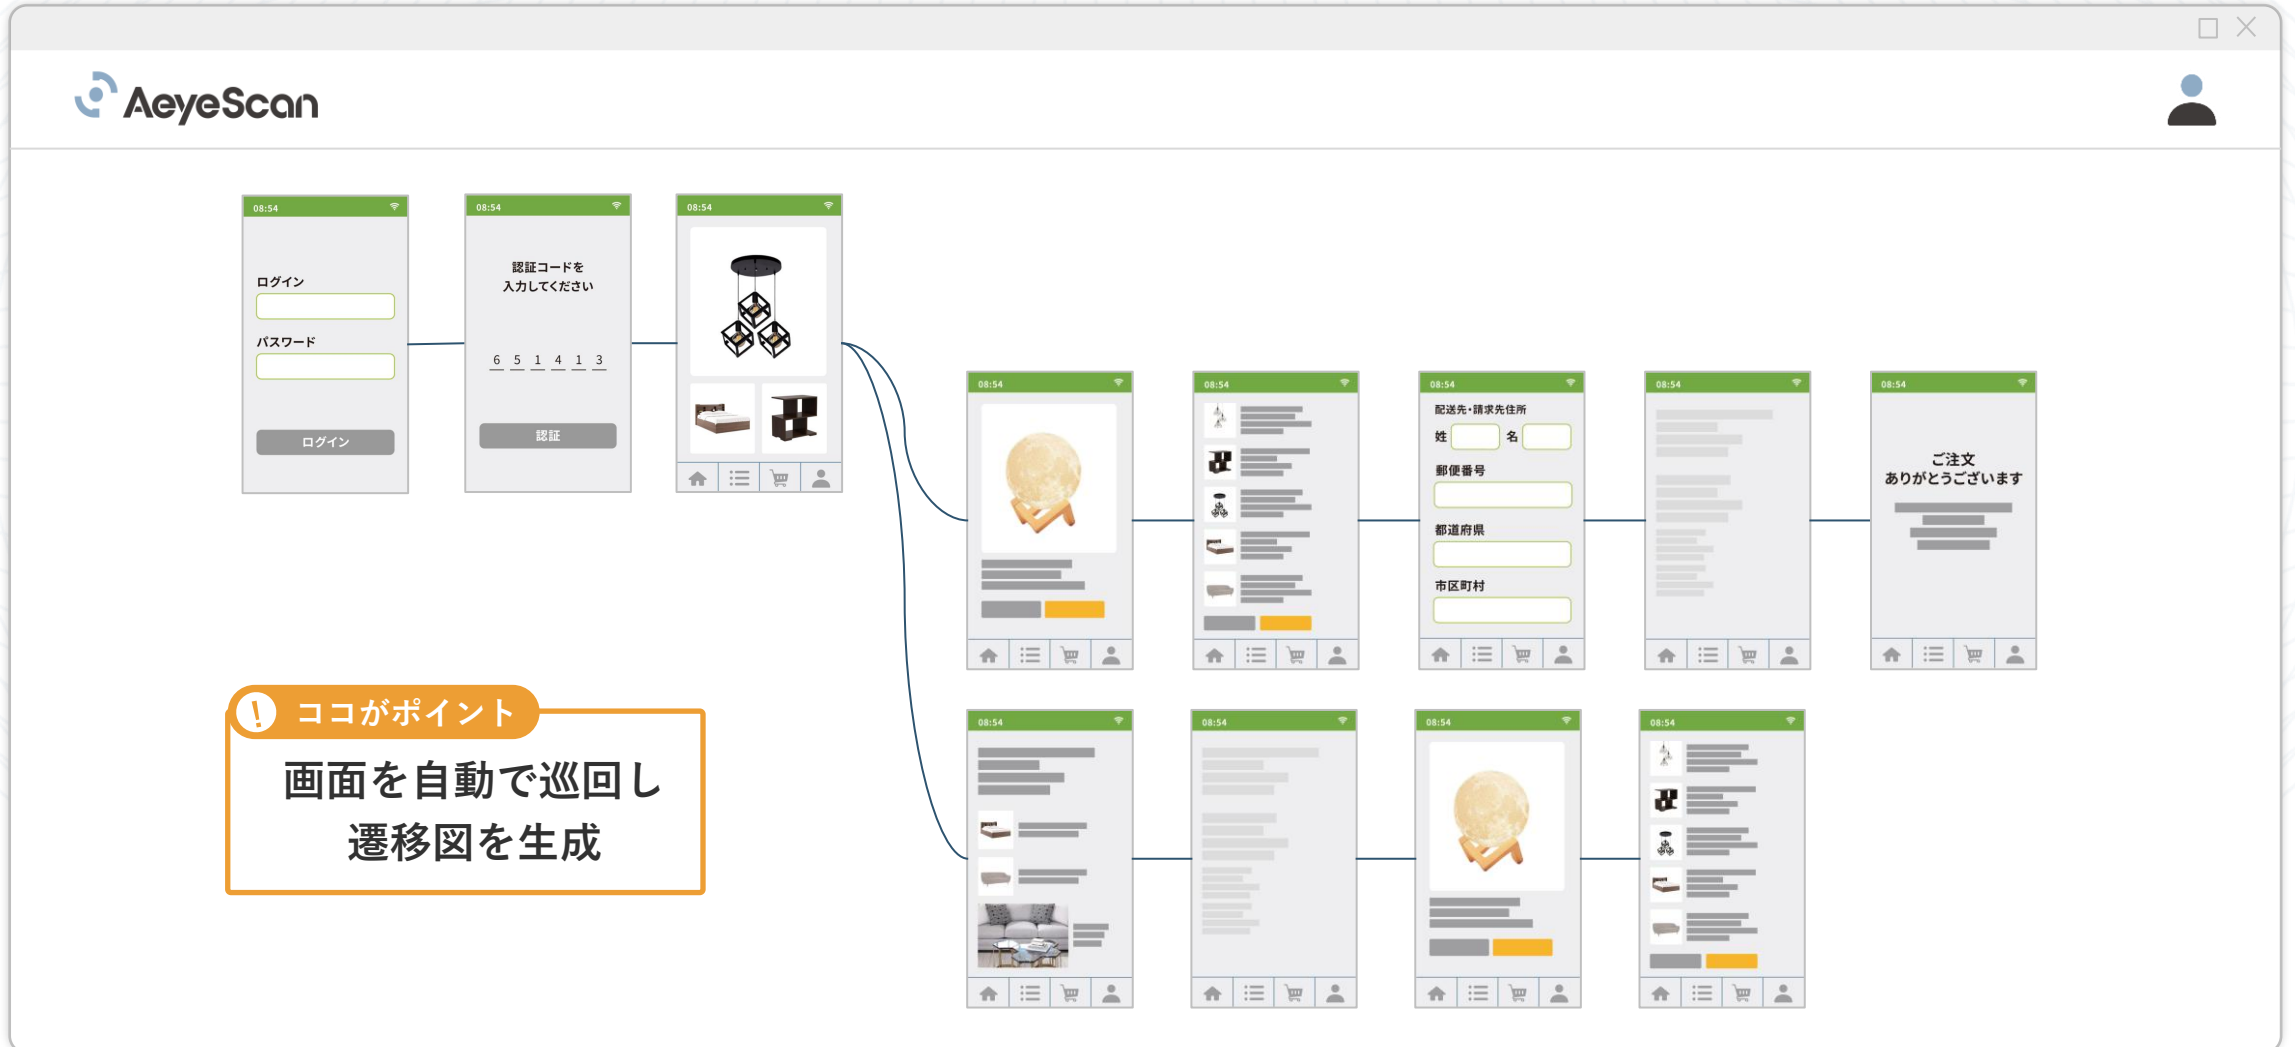 AeyeScan
08:54
ログイン
パスワード
ログイン
08:54
認証コードを
入力してください
6 5 1 4 1 3
認証
08:54
08:54
08:54
08:54
配送先・請求先住所
姓 名
郵便番号
都道府県
市区町村
08:54
08:54
ご注文
ありがとうございます
! ココがポイント
画面を自動で巡回し
遷移図を生成
08:54
08:54
08:54
08:54